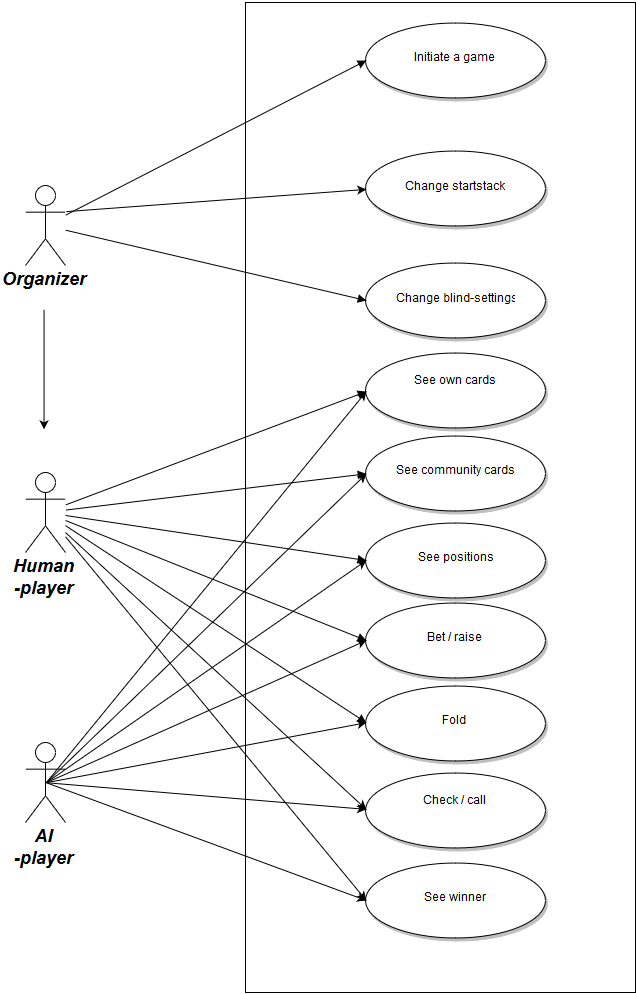 Initiate a game
Change startstack
Organizer
Change blind-settings
See own cards
See community cards
Human
-player
See positions
Bet / raise
Fold
AI
-player
Check / call
See winner